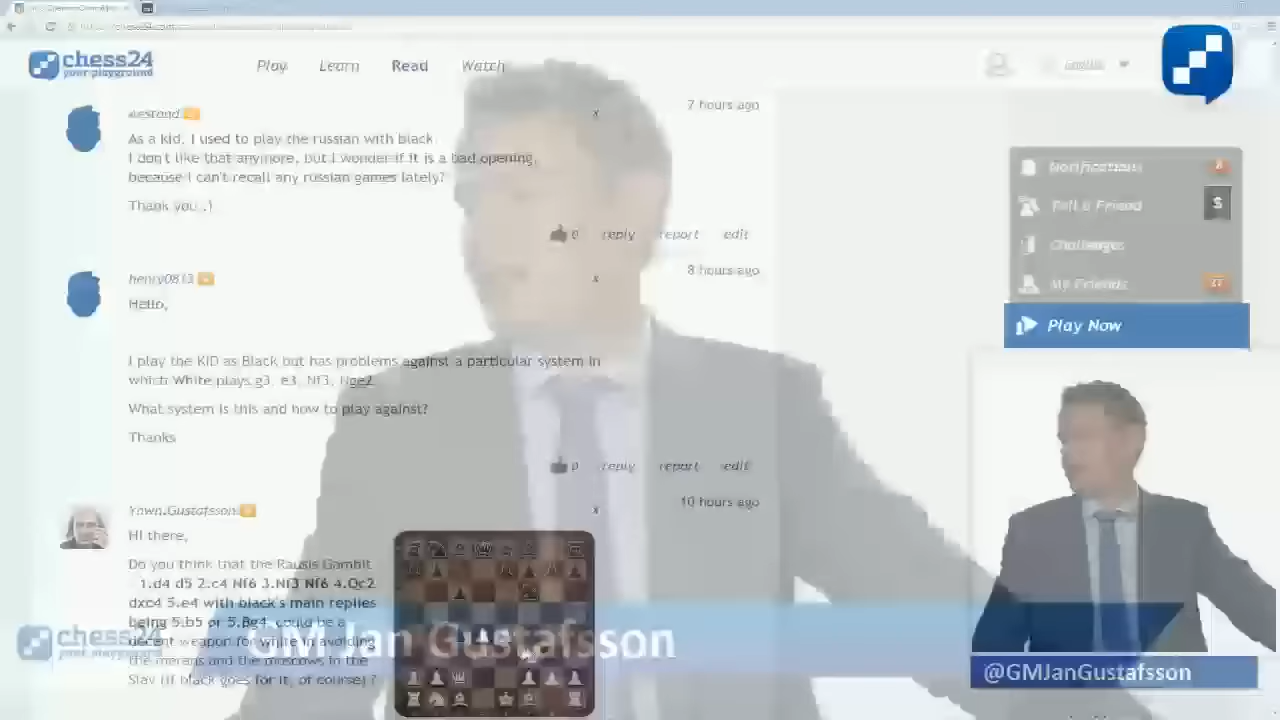 chess24
your playground
Play Learn Read Watch
English
7 hours ago
As a kid, I used to play the russian with black.
I don't like that anymore, but I wonder if it is a bad opening,
because I can't recall any russian games lately?
Thank you..!
0 reply report edit
henry0813
x
8 hours ago
Hello,
I play the KID as Black but has problems against a particular system in
which White plays g3, e3, Nf3, Nge2.
What system is this and how to play against?
Thanks
0 reply report edit
Yawn.Gustafsson
x
10 hours ago
Hi there,
Do you think that the Rausis Gambit
- 1.d4 d5 2.c4 Nf6 3.Nf3 Nf6 4.Qc2
dxc4 5.e4 with black's main replies
being 5.b5 or 5.Bg4, could be a
decent weapon for white in avoiding
the merans and the moscows in the
Slav (if black goes for it, of course) ?
Notifications
Tell a Friend
$
Challenges
My Friends
Play Now
chess24
your playground
Jan Gustafsson
@GMJanGustafsson